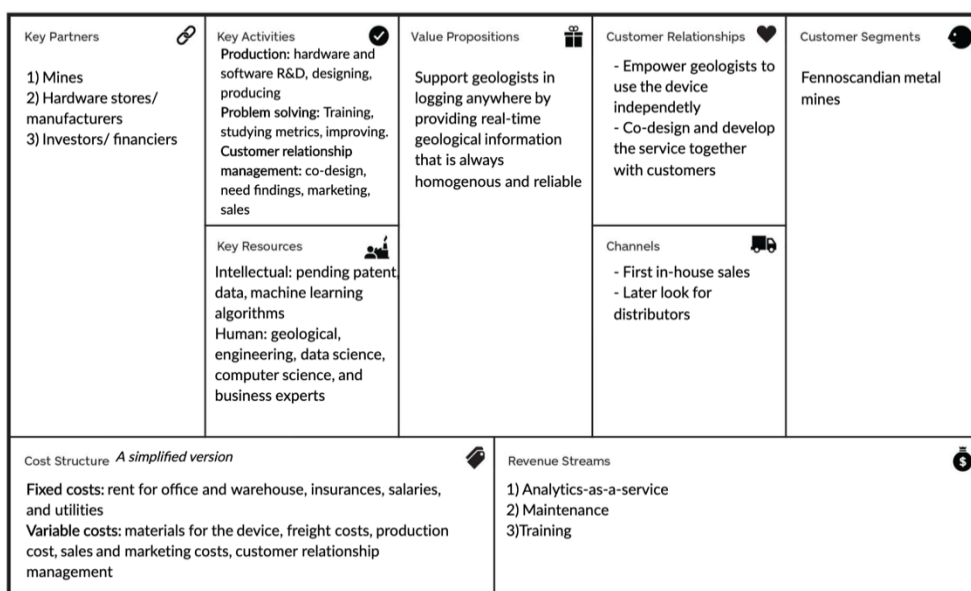 Key Partners
1) Mines
2) Hardware stores/
manufacturers
3) Investors/ financiers
Key Activities
Production: hardware and
software R&D, designing,
producing
Problem solving: Training,
studying metrics, improving.
Customer relationship
management: co-design,
need findings, marketing,
sales
Key Resources
Intellectual: pending patent,
data, machine learning
algorithms
Human: geological,
engineering, data science,
computer science, and
business experts
Value Propositions
Support geologists in
logging anywhere by
providing real-time
geological information
that is always
homogenous and reliable
Customer Relationships
- Empower geologists to
use the device
independetly
- Co-design and develop
the service together
with customers
Channels
- First in-house sales
- Later look for
distributors
Customer Segments
Fennoscandian metal
mines
Cost Structure A simplified version
Fixed costs: rent for office and warehouse, insurances, salaries,
and utilities
Variable costs: materials for the device, freight costs, production
cost, sales and marketing costs, customer relationship
management
Revenue Streams
$
1) Analytics-as-a-service
2) Maintenance
3)Training